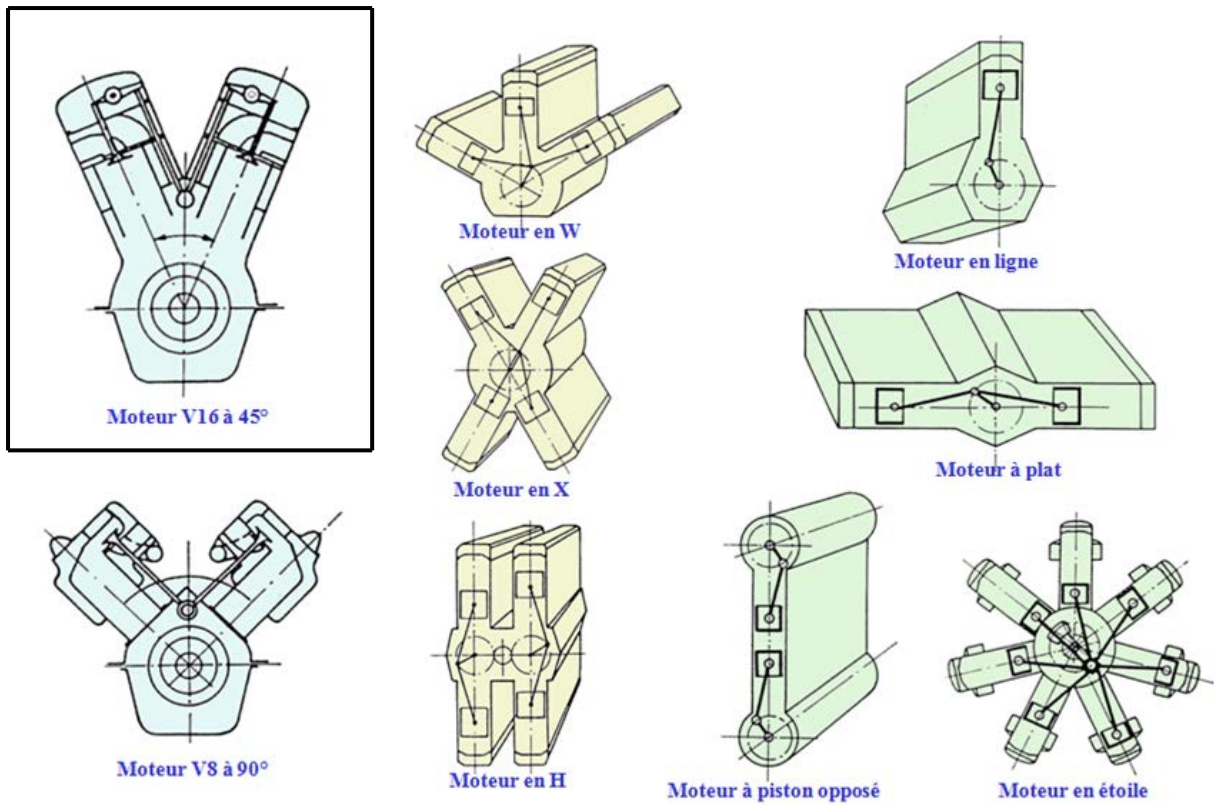 Moteur V16 à 45°
Moteur en W
Moteur en ligne
Moteur en X
Moteur à plat
Moteur V8 à 90°
Moteur en H
Moteur à piston opposé
Moteur en étoile